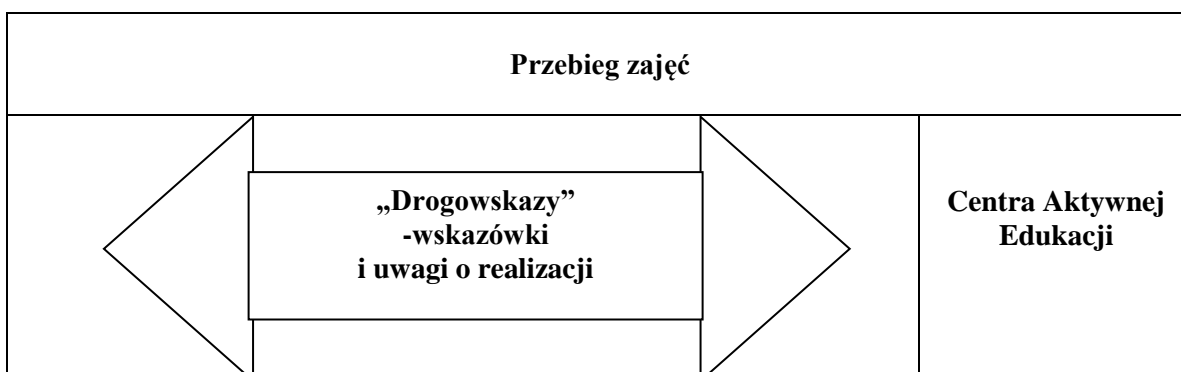 Przebieg zajęć
„Drogowskazy”
-wskazówki
i uwagi o realizacji
Centra Aktywnej
Edukacji